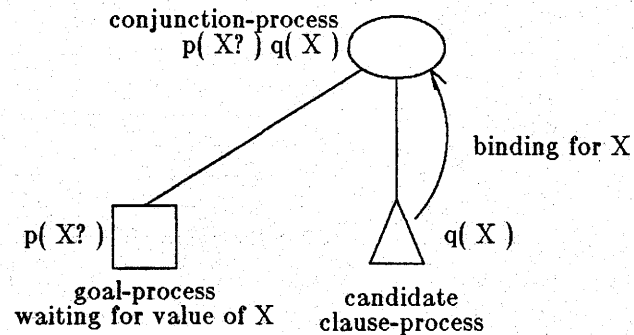 conjunction-process
p( X? ) q( X )
binding for X
p( X? )
q( X )
goal-process
waiting for value of X
candidate
clause-process